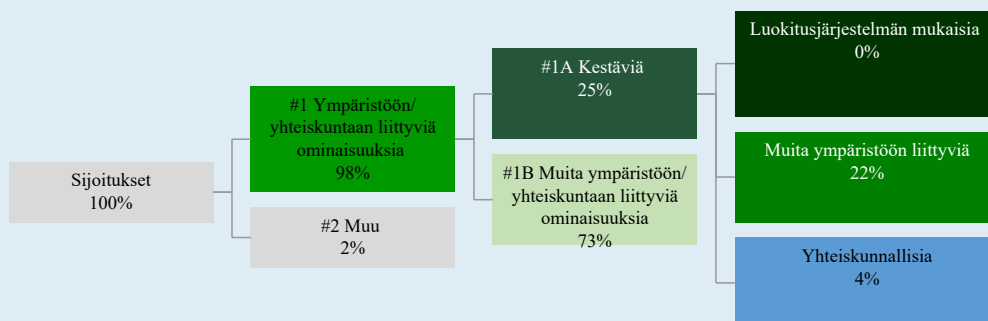 Sijoitukset
100%
#1 Ympäristöön/
yhteiskuntaan liittyviä
ominaisuuksia
98%
#2 Muu
2%
#1A Kestäviä
25%
#1B Muita ympäristöön/
yhteiskuntaan liittyviä
ominaisuuksia
73%
Luokitusjärjestelmän mukaisia
0%
Muita ympäristöön liittyviä
22%
Yhteiskunnallisia
4%